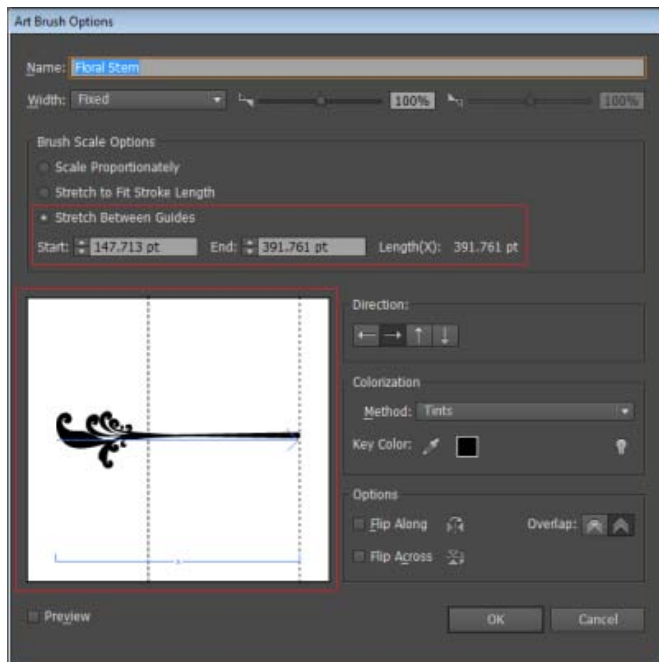 Art Brush Options
Name: Floral Stem
Width: Fixed 100% 100%
Brush Scale Options
Scale Proportionately
Stretch to Fit Stroke Length
Stretch Between Guides
Start: 147.713 pt End: 391.761 pt Length(X): 391.761 pt
Direction:
Colorization
Method: Tints
Key Color:
Options
Flip Along Overlap:
Flip Across
x
Preview OK Cancel